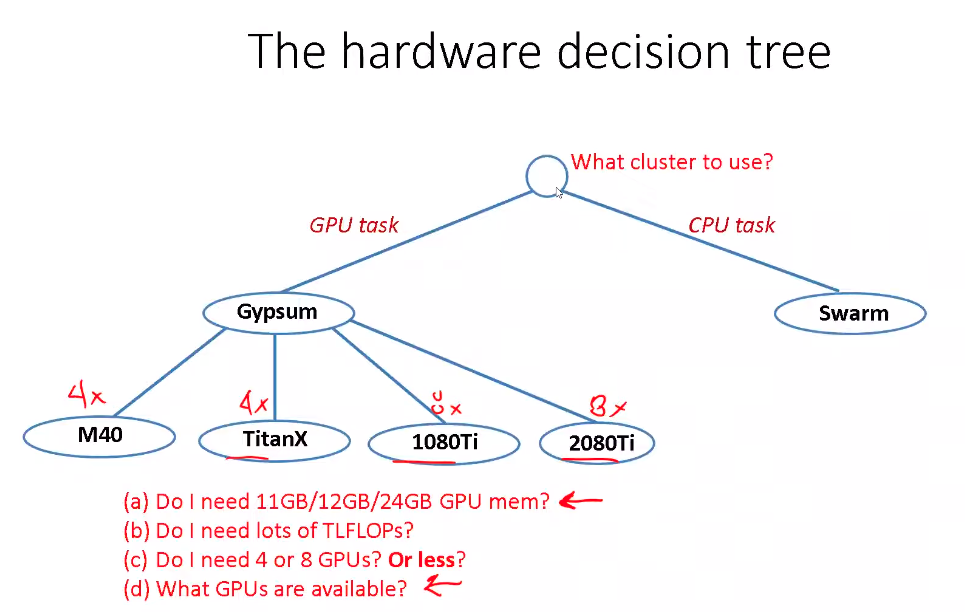 The hardware decision tree
What cluster to use?
GPU task
CPU task
Gypsum
Swarm
4x
4x
8x
8x
M40
TitanX
1080Ti
2080Ti
(a) Do I need 11GB/12GB/24GB GPU mem?
(b) Do I need lots of TLFLOPs?
(c) Do I need 4 or 8 GPUs? Or less?
(d) What GPUs are available?